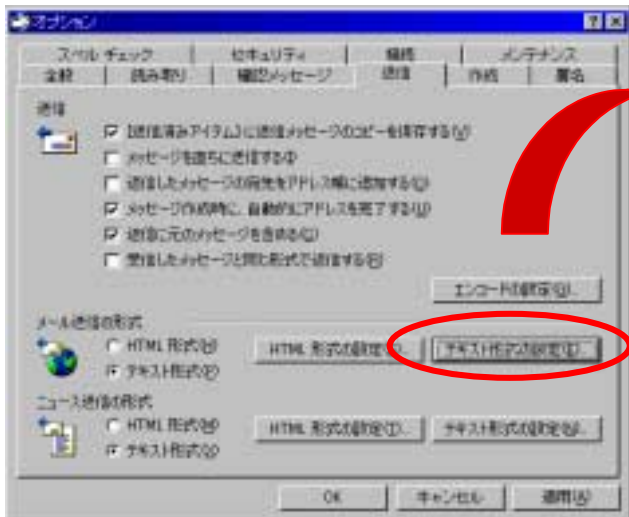 オプション
スペル チェック セキュリティ 接続 メンテナンス
全般 読み取り 確認メッセージ 送信 作成 署名
送信
[送信済みアイテム]に送信メッセージのコピーを保存する(V)
メッセージを直ちに送信する(I)
送信したメッセージの宛先をアドレス帳に追加する(U)
メッセージ作成時に、自動的にアドレスを完了する(U)
返信に元のメッセージを含める(C)
受信したメッセージと同じ形式で返信する(R)
エンコードの設定(G)...
メール送信の形式
HTML 形式(H) HTML 形式の設定 テキスト形式の設定(E)...
テキスト形式(P)
ニュース送信の形式
HTML 形式(M) HTML 形式の設定(T)... テキスト形式の設定
テキスト形式(X)
OK キャンセル 適用(A)